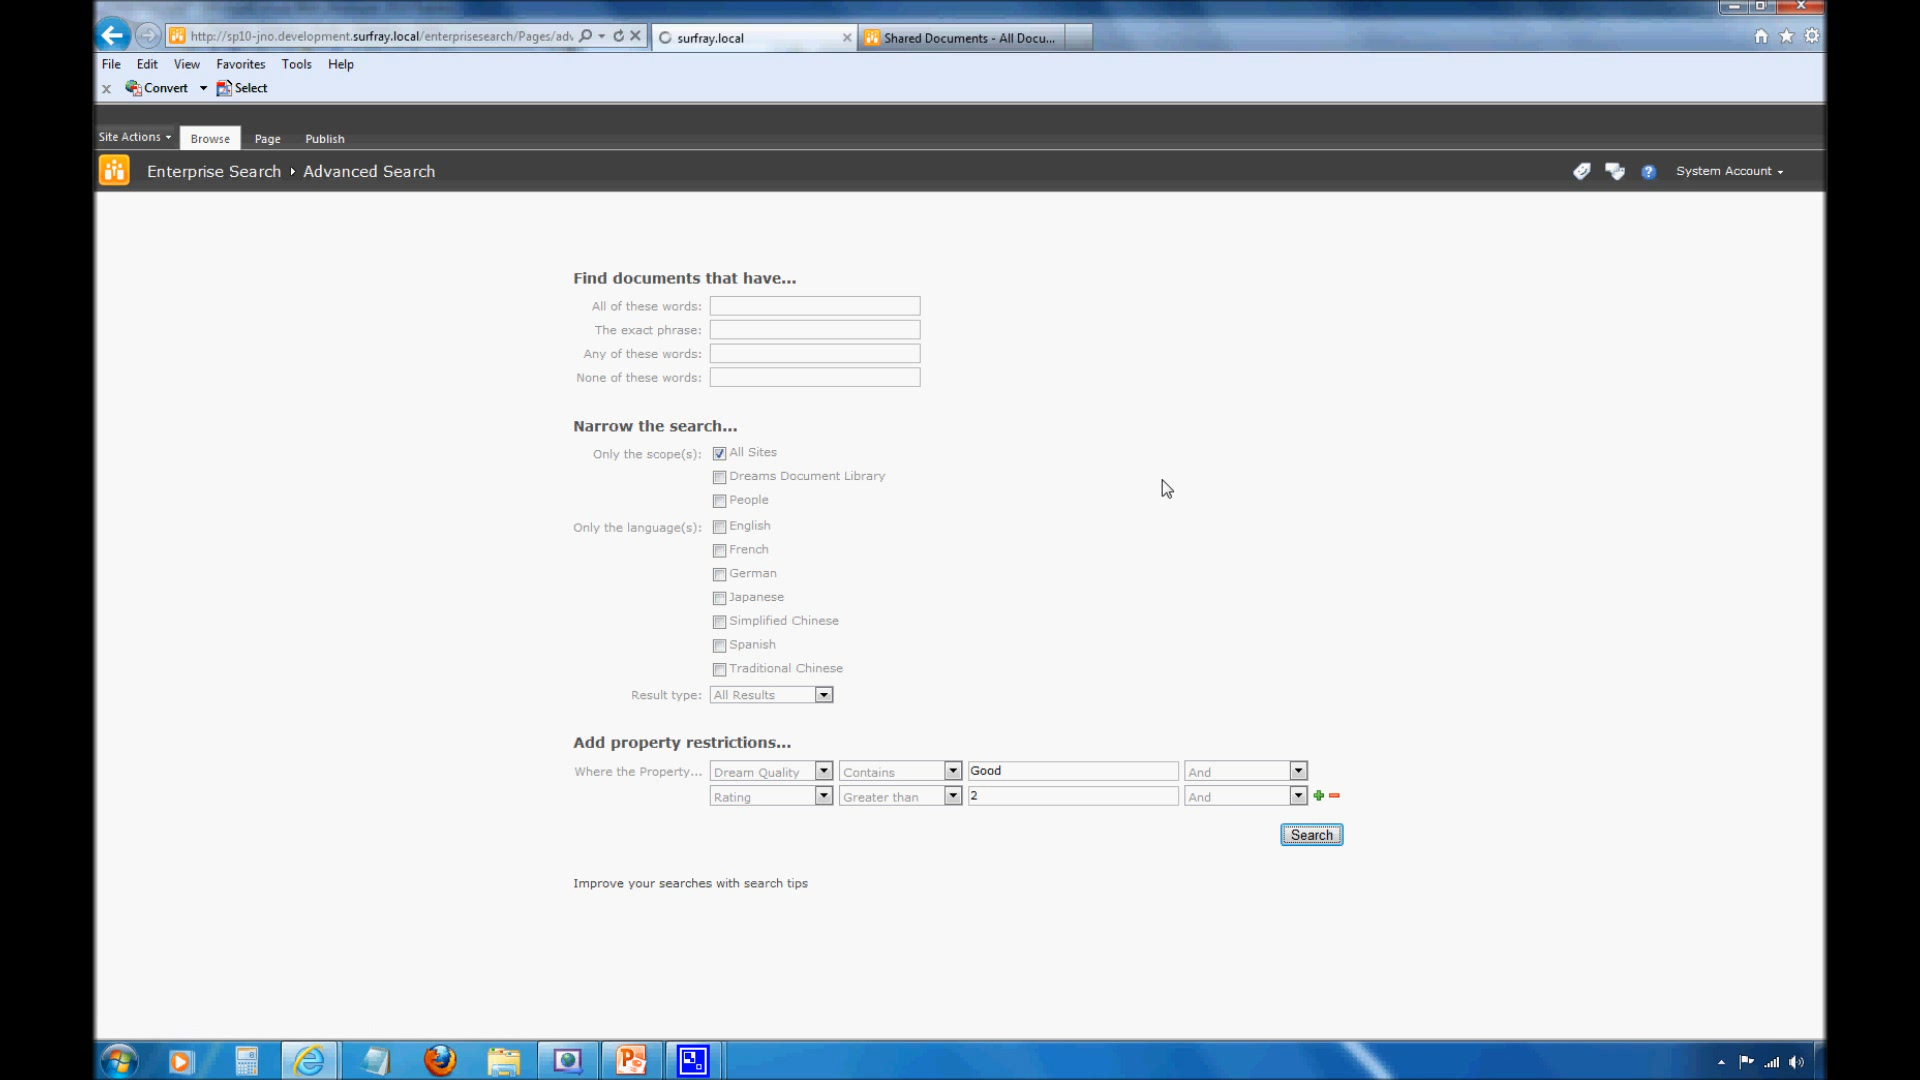 http://sp10-jno.development.surfray.local/enterprisesearch/Pages/adv
surfray.local
Shared Documents - All Docu...
File Edit View Favorites Tools Help
x Convert Select
Site Actions Browse Page Publish
Enterprise Search Advanced Search
System Account
Find documents that have...
All of these words:
The exact phrase:
Any of these words:
None of these words:
Narrow the search...
Only the scope(s): All Sites
Dreams Document Library
People
Only the language(s): English
French
German
Japanese
Simplified Chinese
Spanish
Traditional Chinese
Result type: All Results
Add property restrictions...
Where the Property... Dream Quality Contains Good And
Rating Greater than 2 And
Search
Improve your searches with search tips